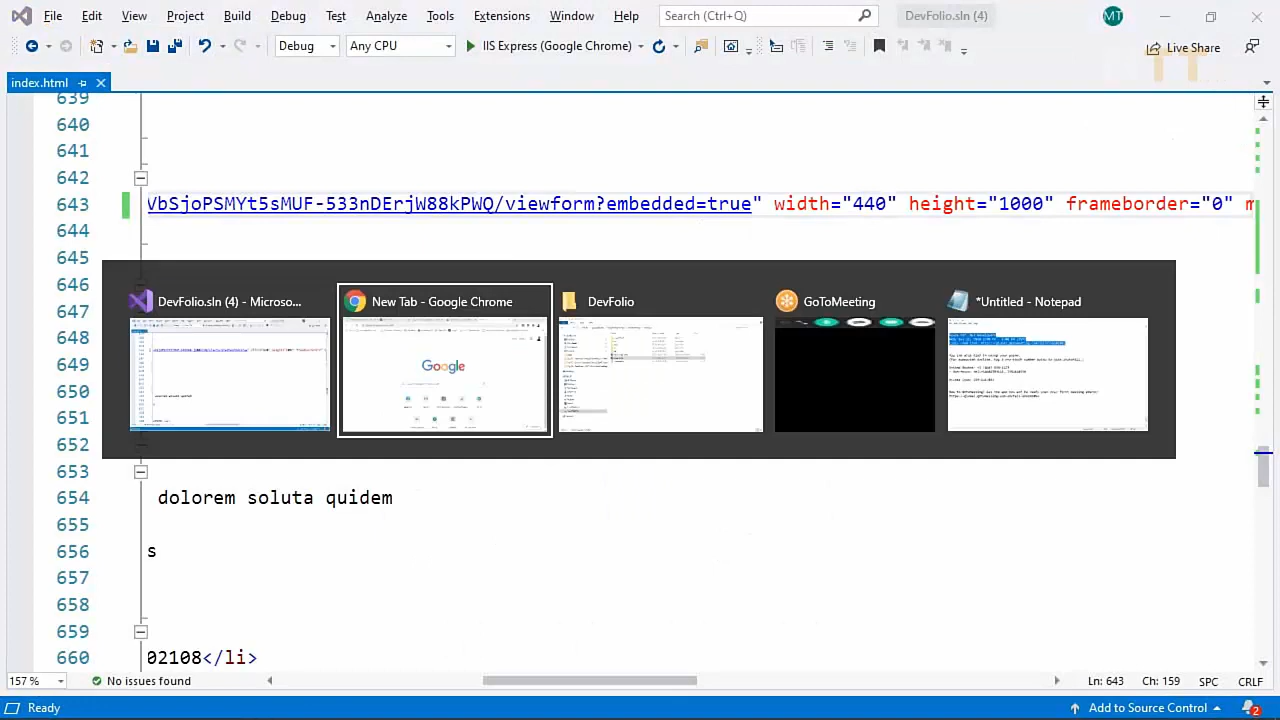 File Edit View Project Build Debug Test Analyze Tools Extensions Window Help Search (Ctrl+Q) DevFolio.sln (4) MT
Debug Any CPU IIS Express (Google Chrome) Live Share
TT
index.html
639
640
641
642
643 VbSjoPSMYt5sMUF-533nDErjW88kPWQ/viewform?embedded=true" width="440" height="1000" frameborder="0" m
644
645
646
DevFolio.sln (4) - Microso... New Tab - Google Chrome DevFolio GoToMeeting *Untitled - Notepad
Google
647
648
649
650
651
652
653
654 dolorem soluta quidem
655
656 s
657
658
659
660 02108</li>
157 % No issues found Ln: 643 Ch: 159 SPC CRLF
Ready Add to Source Control 2